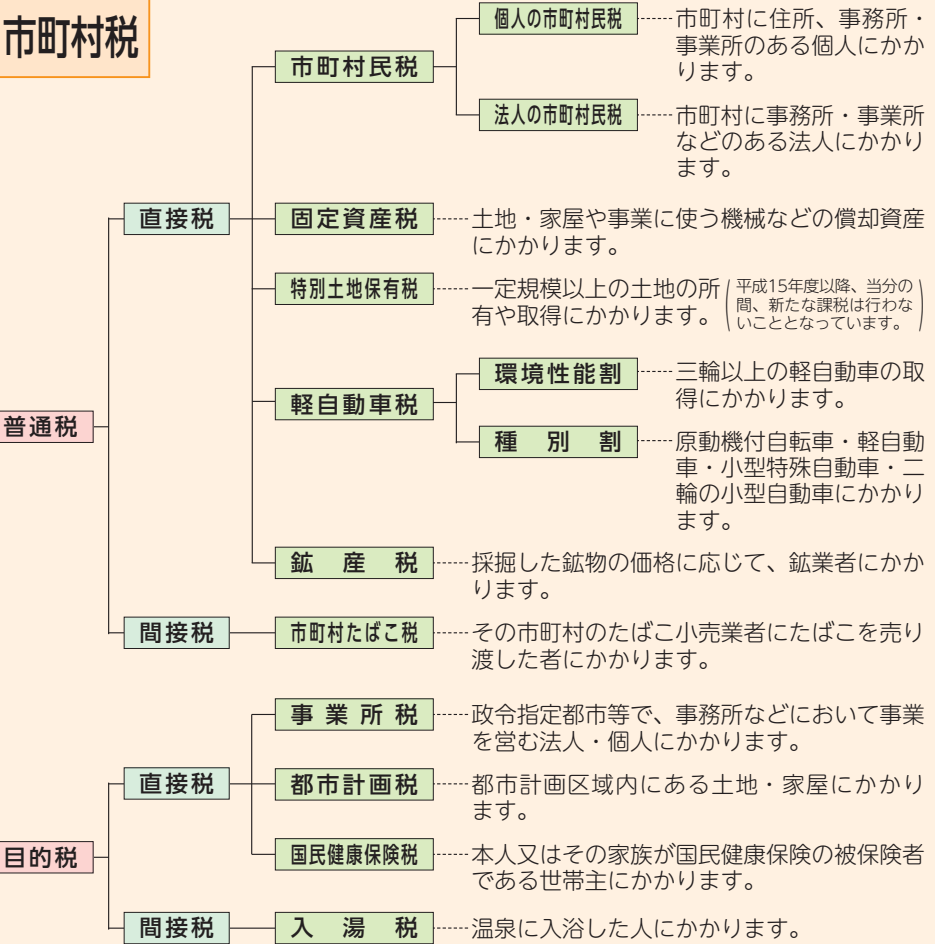 市町村税
普通税
直接税
市町村民税
個人の市町村民税
市町村に住所、事務所・
事業所のある個人にかか
ります。
法人の市町村民税
市町村に事務所・事業所
などのある法人にかかり
ます。
固定資産税
土地・家屋や事業に使う機械などの償却資産
にかかります。
特別土地保有税
一定規模以上の土地の所
有や取得にかかります。
平成15年度以降、当分の
間、新たな課税は行わな
いこととなっています。
軽自動車税
環境性能割
三輪以上の軽自動車の取
得にかかります。
種別割
原動機付自転車・軽自動
車・小型特殊自動車・二
輪の小型自動車にかかり
ます。
鉱産税
採掘した鉱物の価格に応じて、鉱業者にかか
ります。
間接税
市町村たばこ税
その市町村のたばこ小売業者にたばこを売り
渡した者にかかります。
目的税
直接税
事業所税
政令指定都市等で、事務所などにおいて事業
を営む法人・個人にかかります。
都市計画税
都市計画区域内にある土地・家屋にかかり
ます。
国民健康保険税
本人又はその家族が国民健康保険の被保険者
である世帯主にかかります。
間接税
入湯税
温泉に入浴した人にかかります。